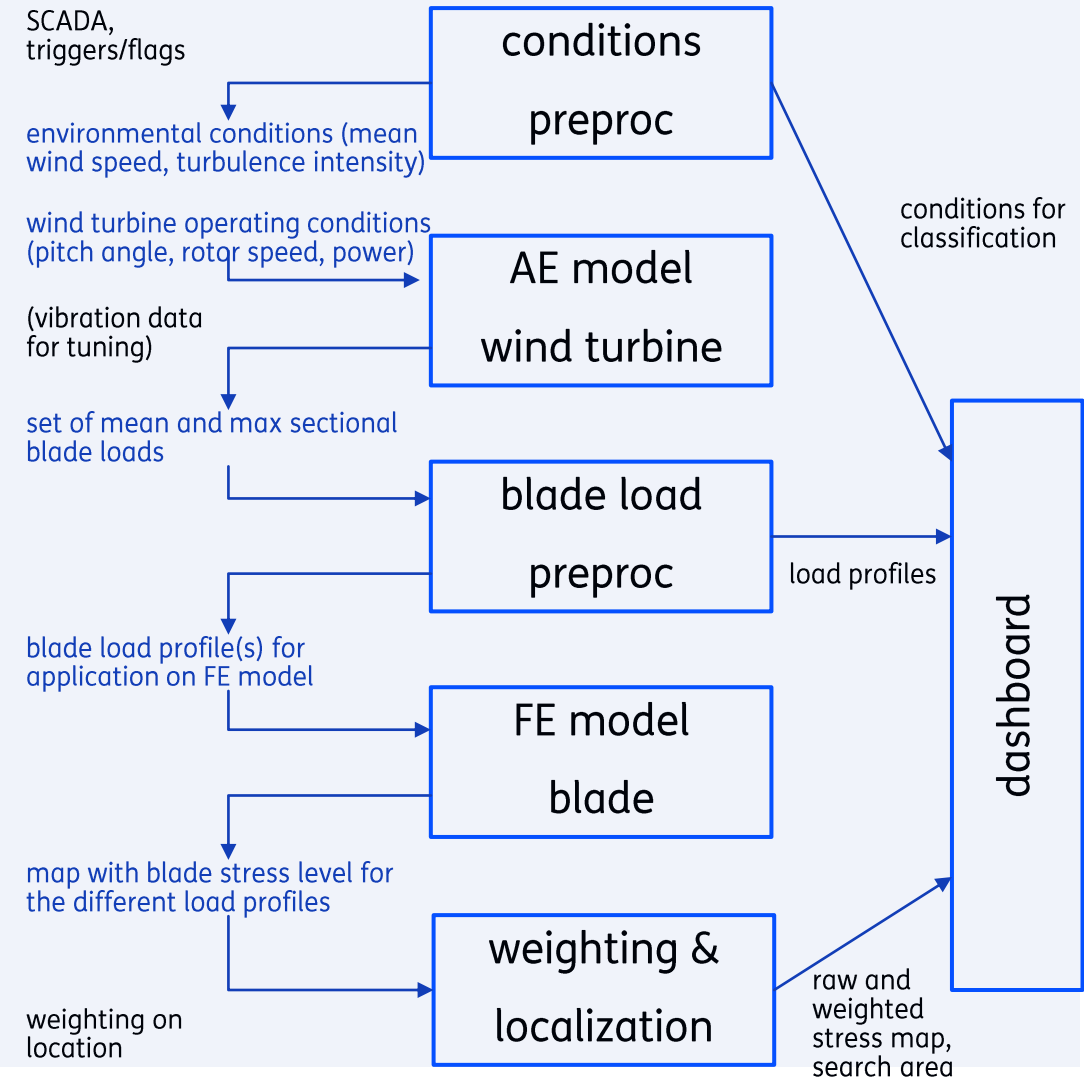 SCADA,
triggers/flags
conditions
preproc
environmental conditions (mean
wind speed, turbulence intensity)
conditions for
classification
wind turbine operating conditions
(pitch angle, rotor speed, power)
AE model
wind turbine
(vibration data
for tuning)
set of mean and max sectional
blade loads
blade load
preproc
load profiles
dashboard
blade load profile(s) for
application on FE model
FE model
blade
map with blade stress level for
the different load profiles
weighting &
localization
raw and
weighted
stress map,
search area
weighting on
location